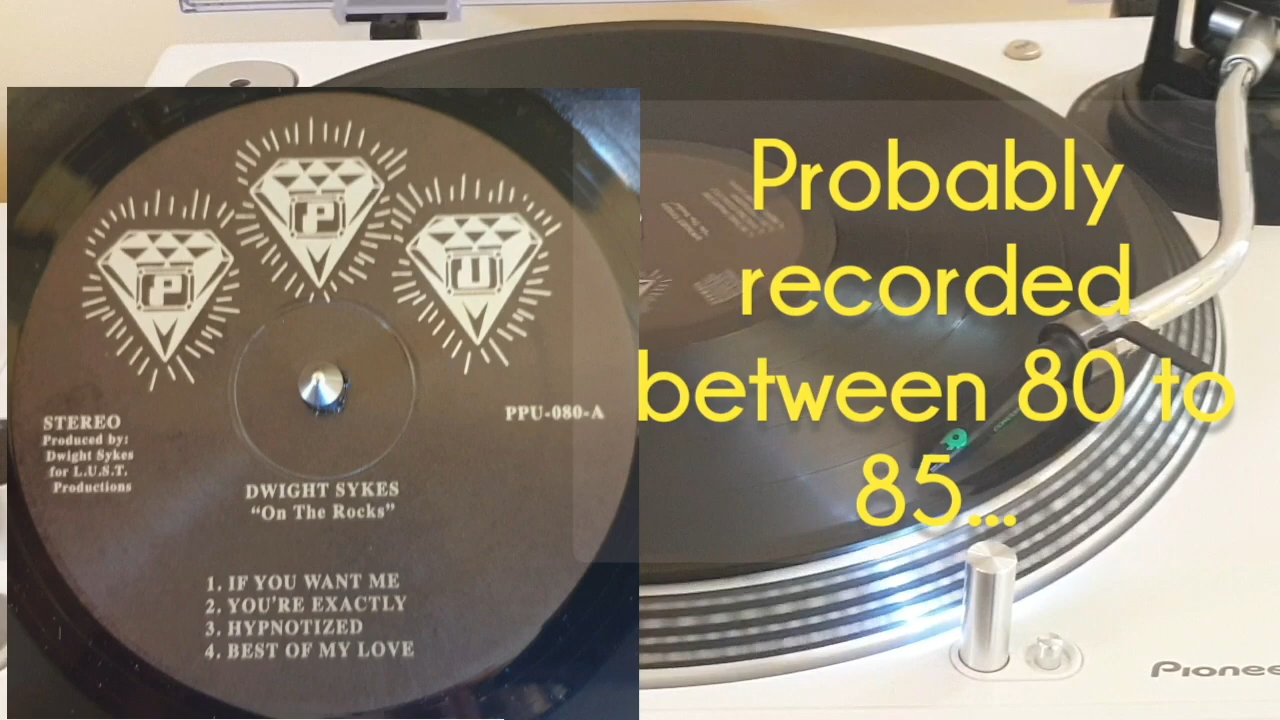 P
P
U
STEREO
Produced by:
Dwight Sykes
for L.U.S.T.
Productions
PPU-080-A
DWIGHT SYKES
“On The Rocks”
1. IF YOU WANT ME
2. YOU’RE EXACTLY
3. HYPNOTIZED
4. BEST OF MY LOVE
Probably
recorded
between 80 to
85...
Pionee